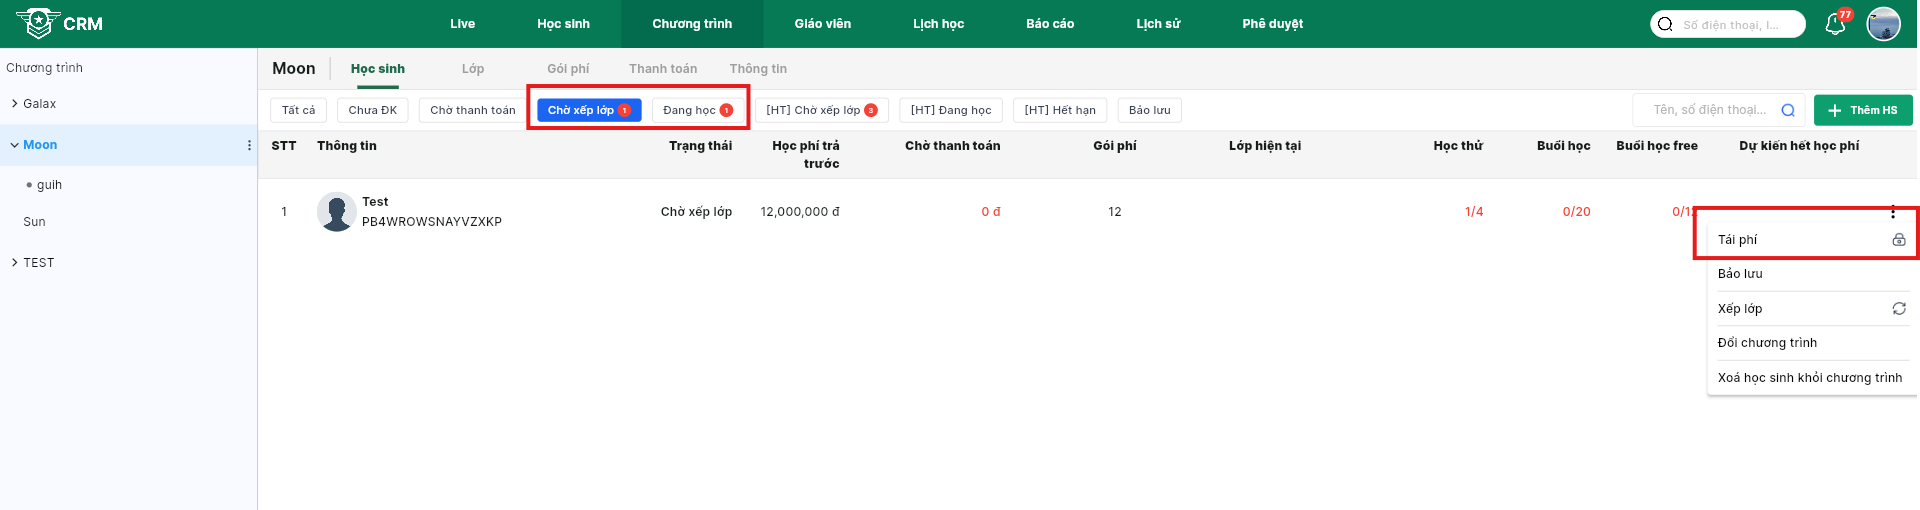 CRM
Live Học sinh Chương trình Giáo viên Lịch học Báo cáo Lịch sử Phê duyệt Số điện thoại, I... 77
Chương trình
Galax
Moon
guih
Sun
TEST
Moon Học sinh Lớp Gói phí Thanh toán Thông tin
Tất cả Chưa ĐK Chờ thanh toán Chờ xếp lớp 1 Đang học 1 [HT] Chờ xếp lớp 3 [HT] Đang học [HT] Hết hạn Bảo lưu Tên, số điện thoại... Thêm HS
STT Thông tin Trạng thái Học phí trả trước Chờ thanh toán Gói phí Lớp hiện tại Học thử Buổi học Buổi học free Dự kiến hết học phí
1 Test Chờ xếp lớp 12,000,000 đ 0 đ 12 1/4 0/20 0/12
PB4WROWSNAYVZXKP
Tái phí
Bảo lưu
Xếp lớp
Đổi chương trình
Xoá học sinh khỏi chương trình